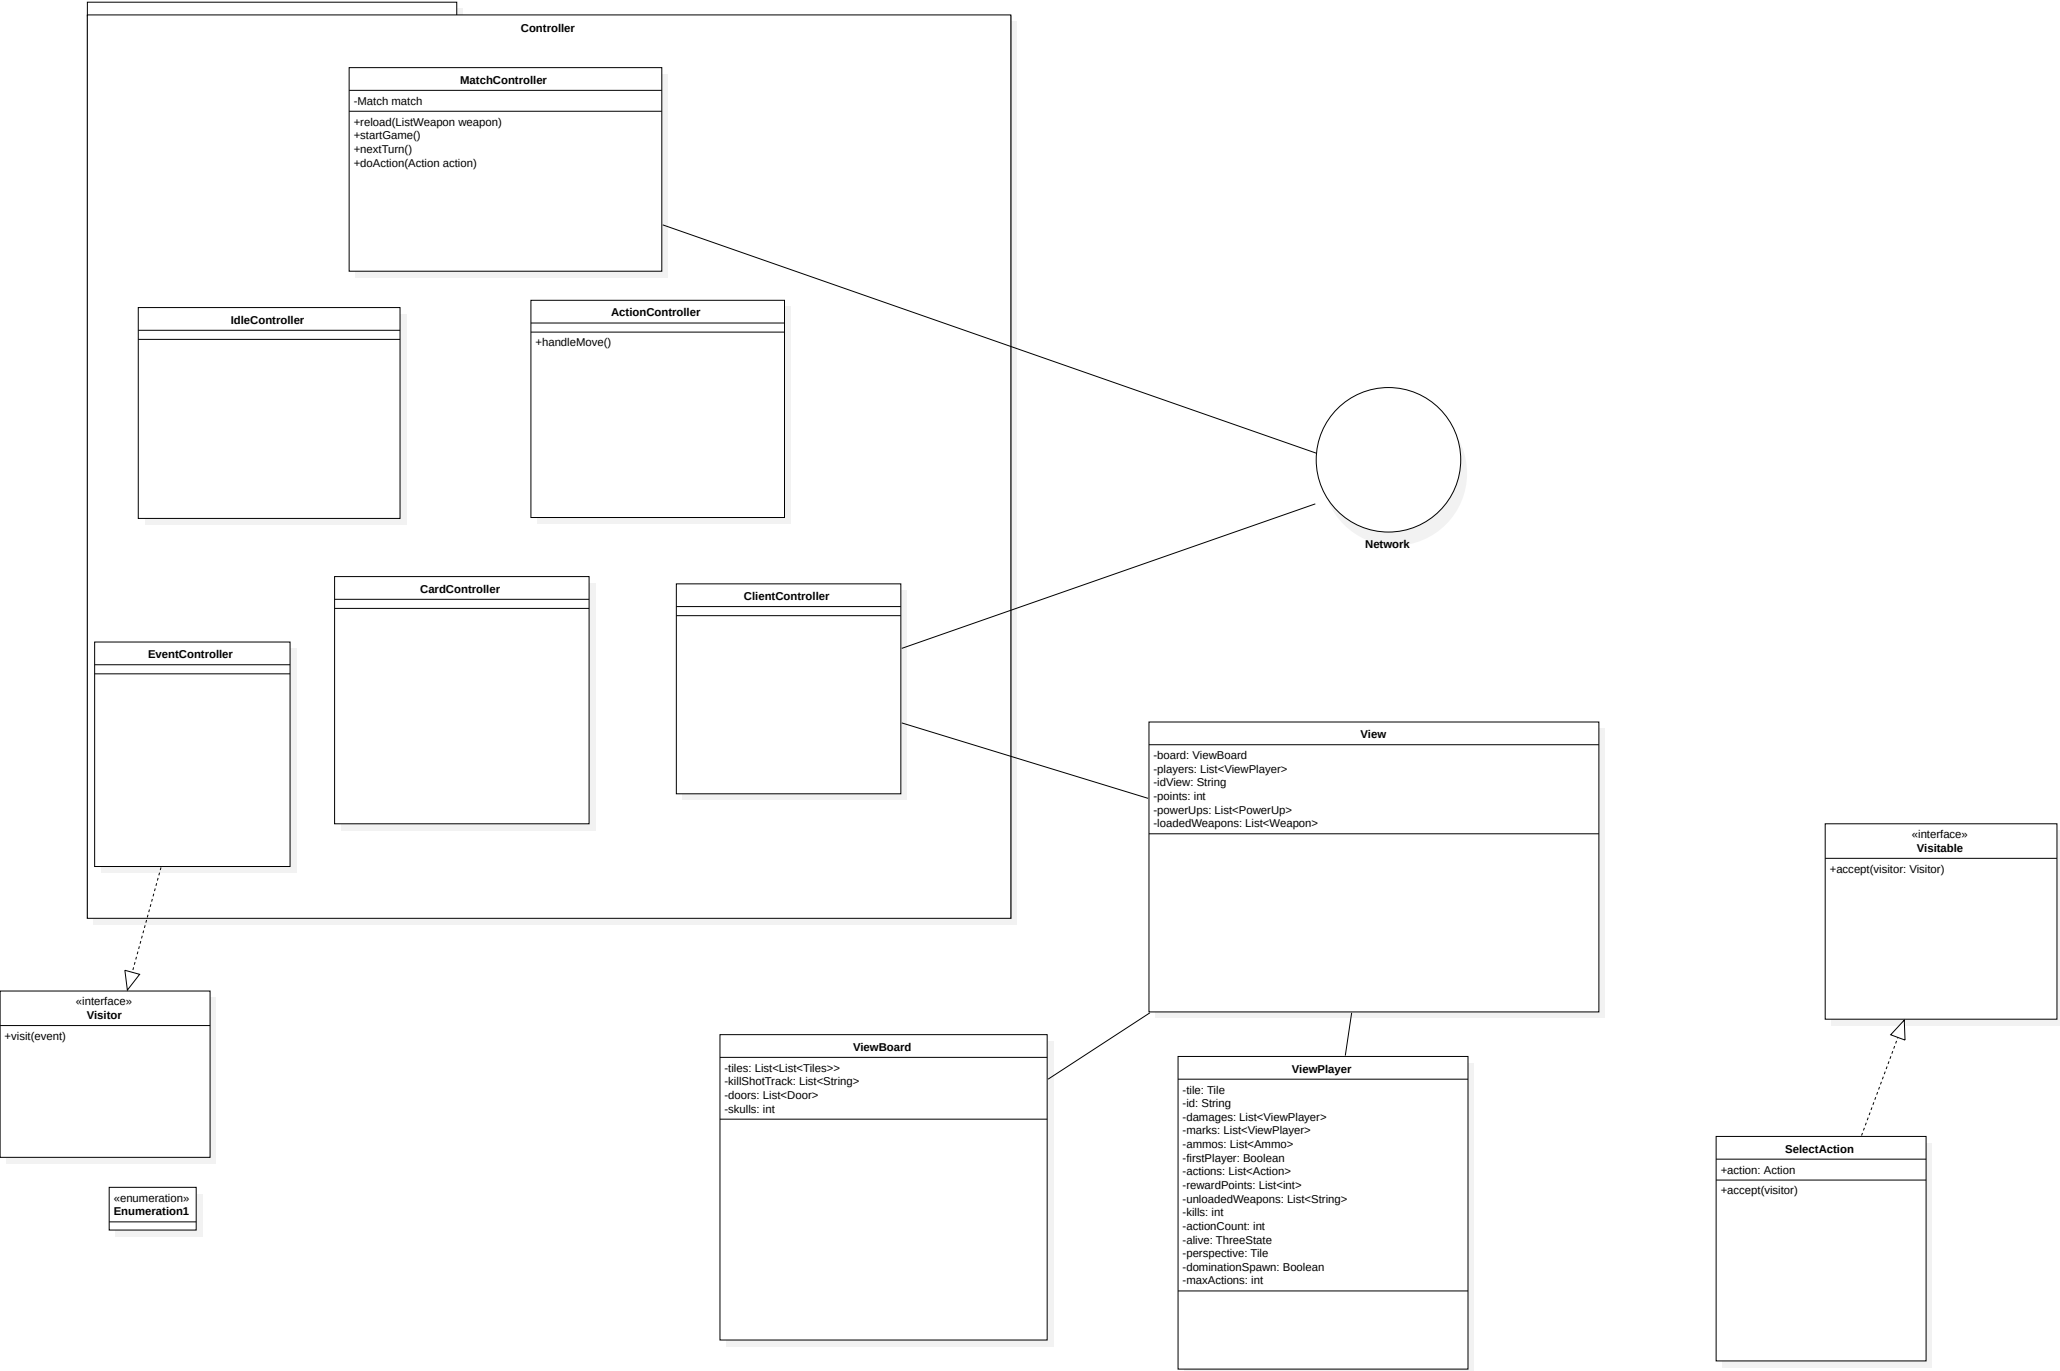 Controller
MatchController
-Match match
+reload(ListWeapon weapon)
+startGame()
+nextTurn()
+doAction(Action action)
IdleController
ActionController
+handleMove()
Network
CardController
ClientController
EventController
View
-board: ViewBoard
-players: List<ViewPlayer>
-idView: String
-points: int
-powerUps: List<PowerUp>
-loadedWeapons: List<Weapon>
«interface»
Visitable
+accept(visitor: Visitor)
«interface»
Visitor
+visit(event)
ViewBoard
-tiles: List<List<Tiles>>
-killShotTrack: List<String>
-doors: List<Door>
-skulls: int
ViewPlayer
-tile: Tile
-id: String
-damages: List<ViewPlayer>
-marks: List<ViewPlayer>
-ammos: List<Ammo>
-firstPlayer: Boolean
-actions: List<Action>
-rewardPoints: List<int>
-unloadedWeapons: List<String>
-kills: int
-actionCount: int
-alive: ThreeState
-perspective: Tile
-dominationSpawn: Boolean
-maxActions: int
SelectAction
+action: Action
+accept(visitor)
«enumeration»
Enumeration1